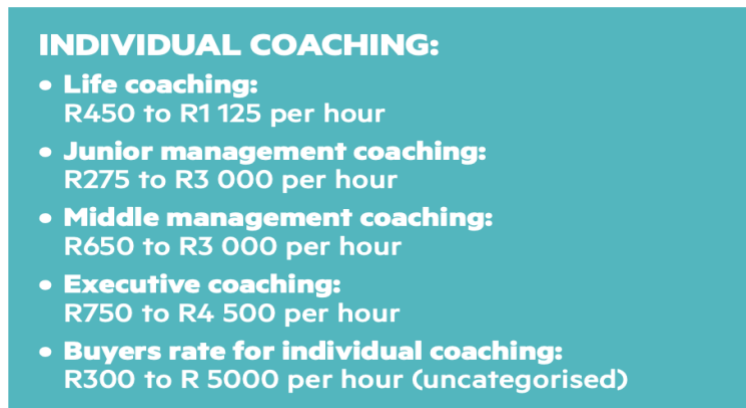 INDIVIDUAL COACHING:
• Life coaching:
R450 to R1 125 per hour
• Junior management coaching:
R275 to R3 000 per hour
• Middle management coaching:
R650 to R3 000 per hour
• Executive coaching:
R750 to R4 500 per hour
• Buyers rate for individual coaching:
R300 to R 5000 per hour (uncategorised)